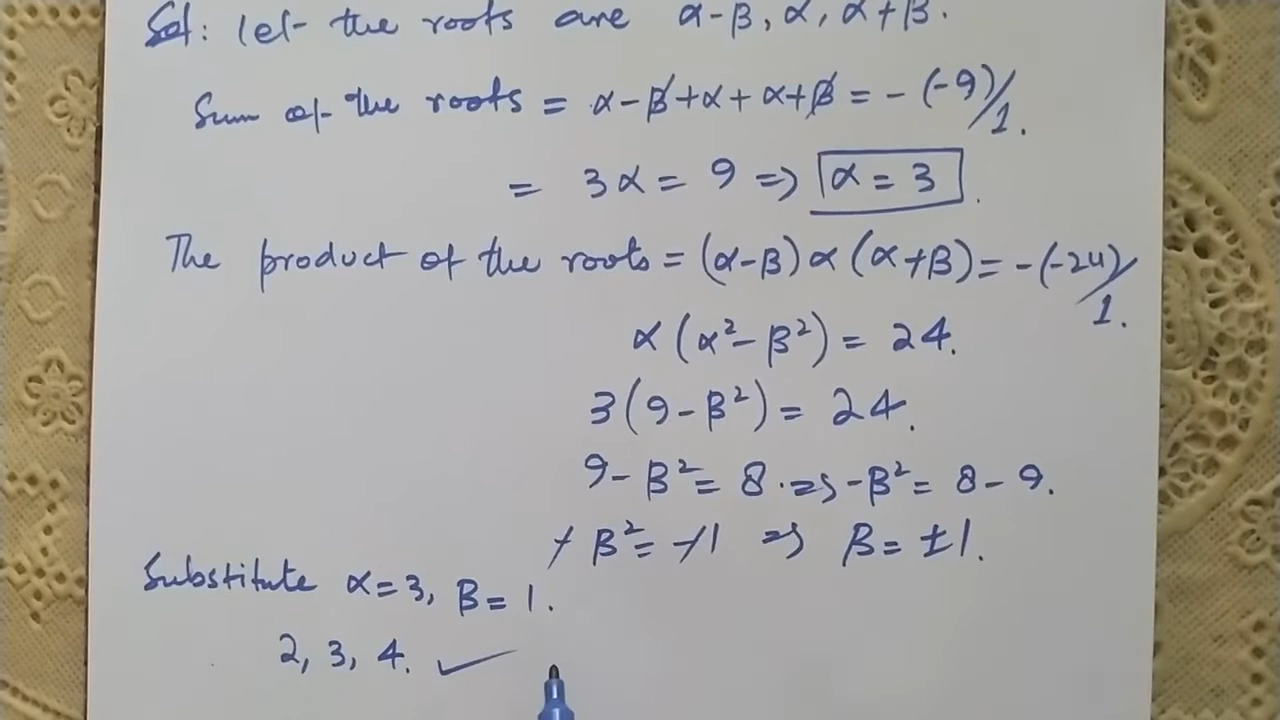 Sol: let the roots are α-β, α, α+β.
Sum of the roots = α-β+α+α+β = -(-9)/1.
= 3α = 9 => α = 3.
The product of the roots = (α-β)α(α+β) = -(-24)/1.
α(α²-β²) = 24.
3(9-β²) = 24.
9-β² = 8. => -β² = 8-9.
-β² = -1 => β = ±1.
Substitute α=3, β=1.
2, 3, 4. ✓